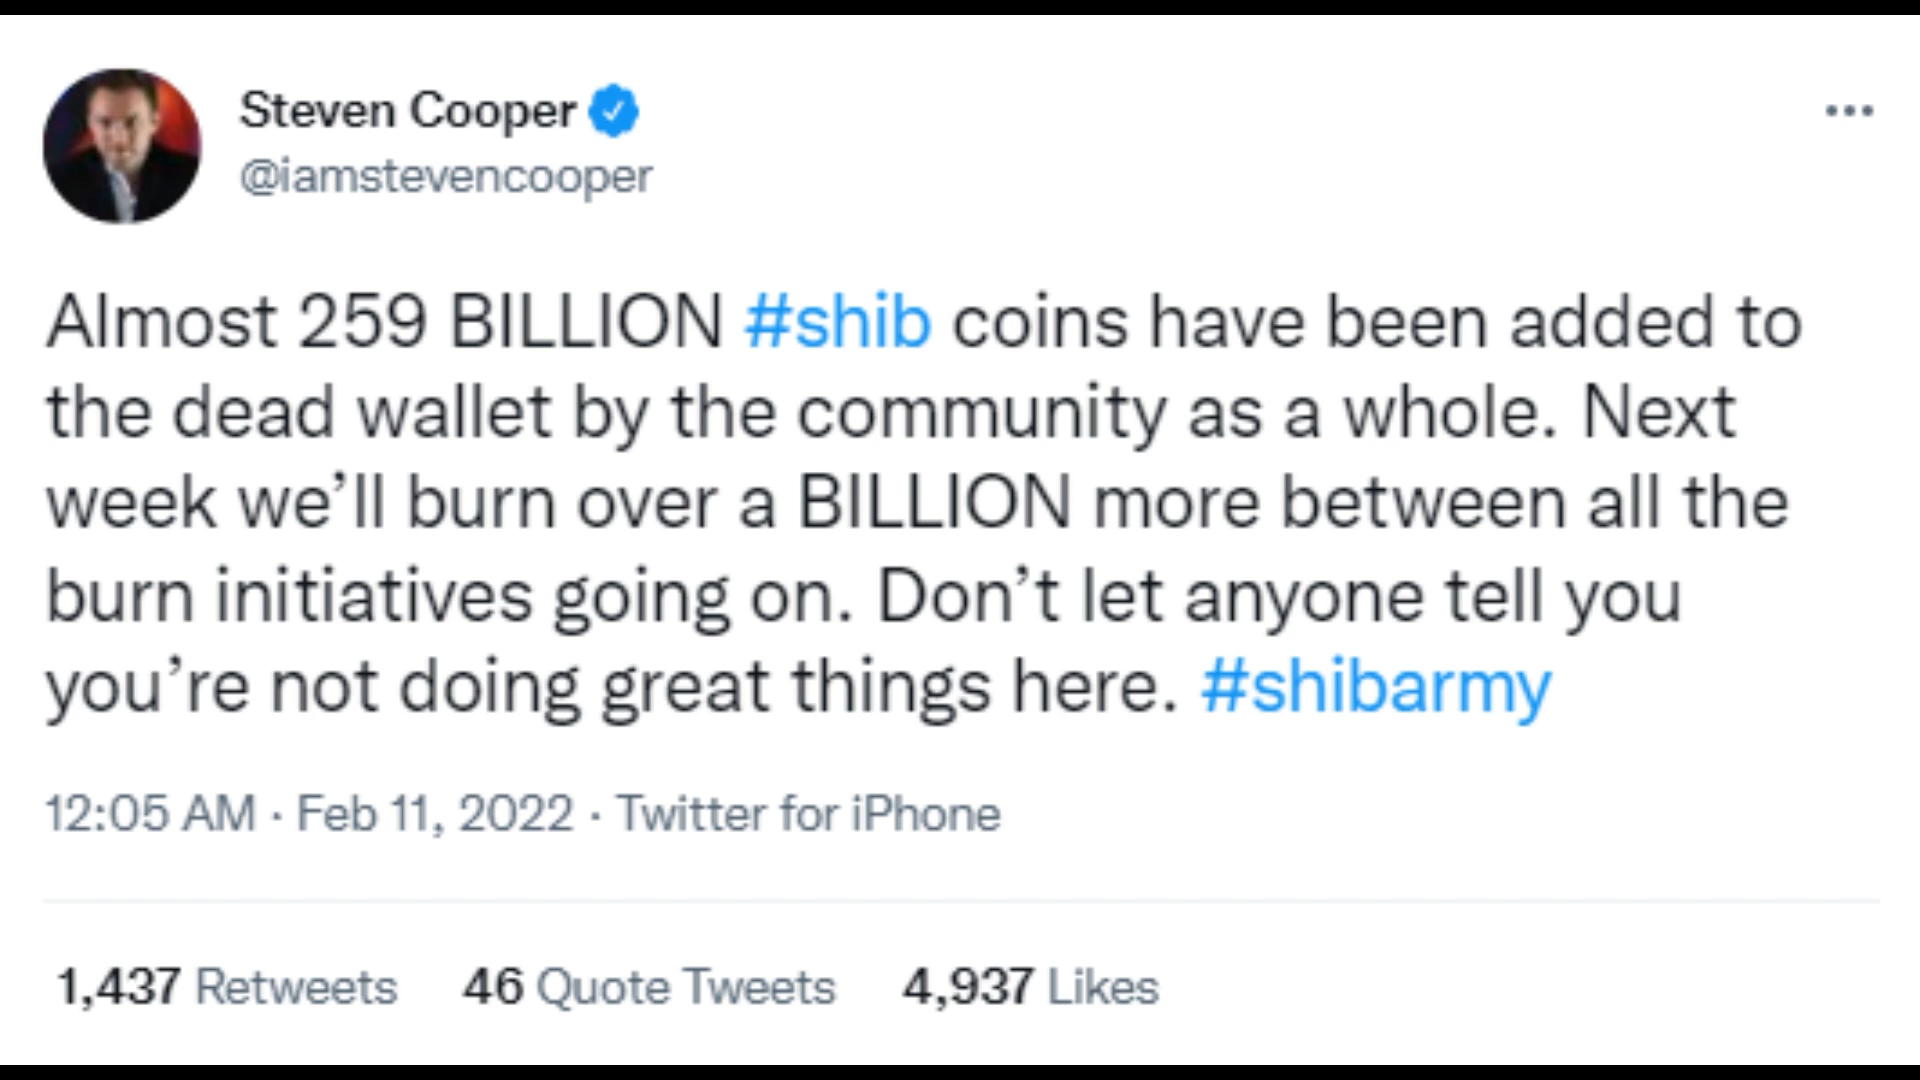 Steven Cooper
@iamstevencooper
Almost 259 BILLION #shib coins have been added to
the dead wallet by the community as a whole. Next
week we’ll burn over a BILLION more between all the
burn initiatives going on. Don’t let anyone tell you
you’re not doing great things here. #shibarmy
12:05 AM · Feb 11, 2022 · Twitter for iPhone
1,437 Retweets 46 Quote Tweets 4,937 Likes